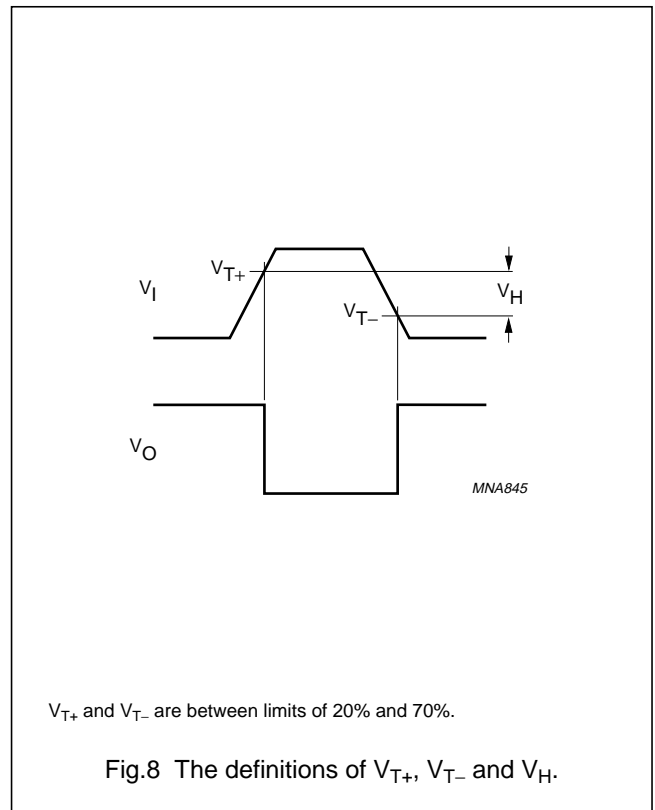 VT+
VI
VH
VT−
VO
MNA845
VT+ and VT− are between limits of 20% and 70%.
Fig.8 The definitions of VT+, VT− and VH.